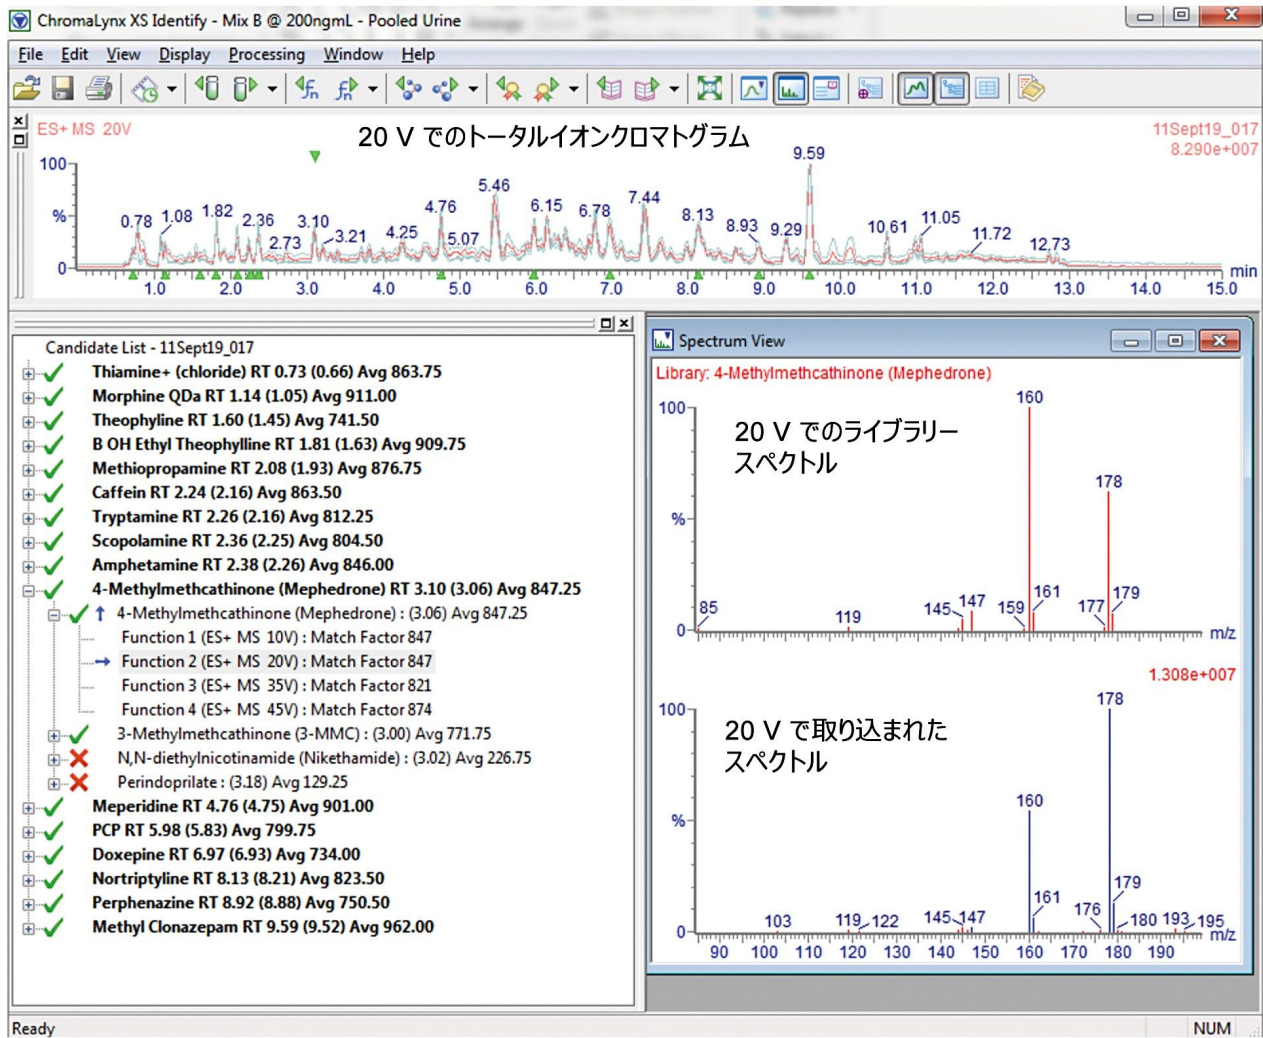 ChromaLynx XS Identify - Mix B @ 200ngmL - Pooled Urine
File Edit View Display Processing Window Help
ES+ MS 20V
20 V でのトータルイオンクロマトグラム
11Sept19_017
8.290e+007
100
%
0
0.78 1.08 1.82 2.36 2.73 3.10 3.21 4.25 4.76 5.07 5.46 6.15 6.78 7.44 8.13 8.93 9.29 9.59 10.61 11.05 11.72 12.73
min
1.0 2.0 3.0 4.0 5.0 6.0 7.0 8.0 9.0 10.0 11.0 12.0 13.0 14.0 15.0
Candidate List - 11Sept19_017
Thiamine+ (chloride) RT 0.73 (0.66) Avg 863.75
Morphine QDa RT 1.14 (1.05) Avg 911.00
Theophyline RT 1.60 (1.45) Avg 741.50
B OH Ethyl Theophylline RT 1.81 (1.63) Avg 909.75
Methiopropamine RT 2.08 (1.93) Avg 876.75
Caffein RT 2.24 (2.16) Avg 863.50
Tryptamine RT 2.26 (2.16) Avg 812.25
Scopolamine RT 2.36 (2.25) Avg 804.50
Amphetamine RT 2.38 (2.26) Avg 846.00
4-Methylmethcathinone (Mephedrone) RT 3.10 (3.06) Avg 847.25
4-Methylmethcathinone (Mephedrone) : (3.06) Avg 847.25
Function 1 (ES+ MS 10V) : Match Factor 847
Function 2 (ES+ MS 20V) : Match Factor 847
Function 3 (ES+ MS 35V) : Match Factor 821
Function 4 (ES+ MS 45V) : Match Factor 874
3-Methylmethcathinone (3-MMC) : (3.00) Avg 771.75
N,N-diethylnicotinamide (Nikethamide) : (3.02) Avg 226.75
Perindoprilate : (3.18) Avg 129.25
Meperidine RT 4.76 (4.75) Avg 901.00
PCP RT 5.98 (5.83) Avg 799.75
Doxepine RT 6.97 (6.93) Avg 734.00
Nortriptyline RT 8.13 (8.21) Avg 823.50
Perphenazine RT 8.92 (8.88) Avg 750.50
Methyl Clonazepam RT 9.59 (9.52) Avg 962.00
Spectrum View
Library: 4-Methylmethcathinone (Mephedrone)
20 V でのライブラリー
スペクトル
100
%
0
85 119 145 147 159 160 161 177 178 179
m/z
1.308e+007
20 V で取り込まれた
スペクトル
100
%
0
103 119 122 145 147 160 161 176 178 179 180 193 195
m/z
90 100 110 120 130 140 150 160 170 180 190
Ready
NUM